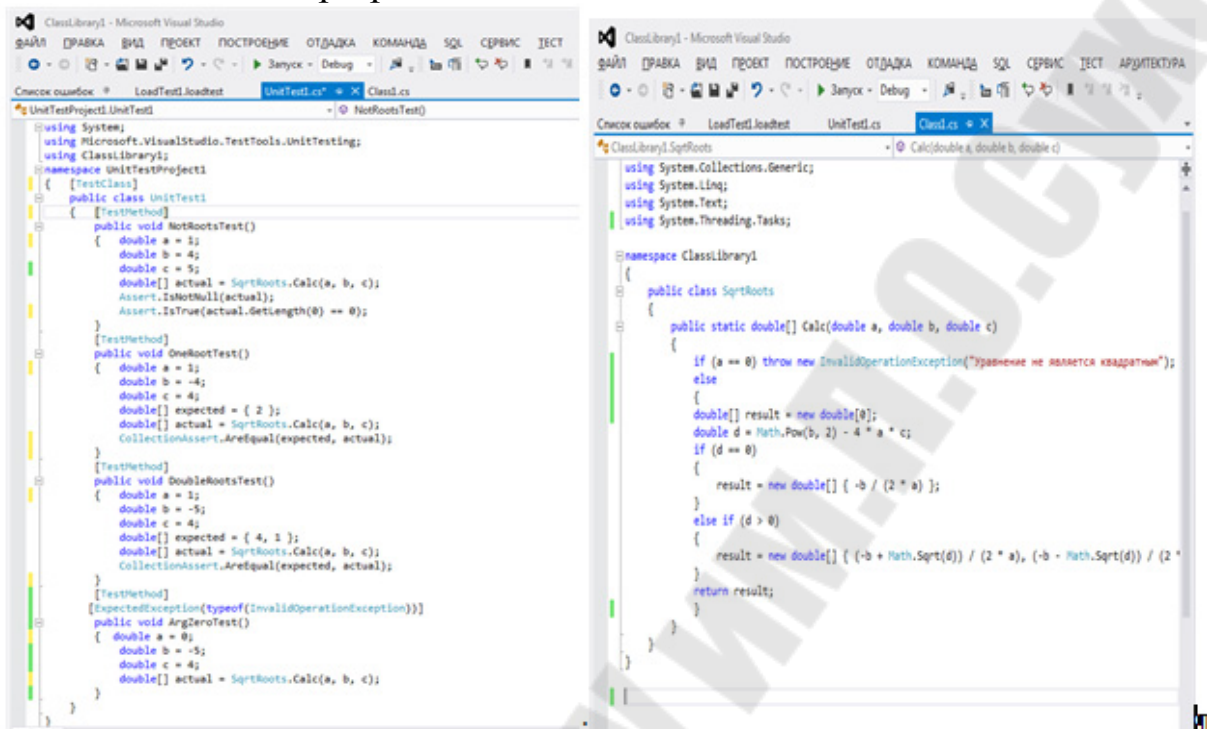 ClassLibrary1 - Microsoft Visual Studio
ФАЙЛ ПРАВКА ВИД ПРОЕКТ ПОСТРОЕНИЕ ОТЛАДКА КОМАНДА SQL СЕРВИС ТЕСТ
Запуск - Debug
Список ошибок LoadTest1.loadtest UnitTest1.cs* X Class1.cs
UnitTestProject1.UnitTest1 NotRootsTest()
using System;
using Microsoft.VisualStudio.TestTools.UnitTesting;
using ClassLibrary1;
namespace UnitTestProject1
{ [TestClass]
public class UnitTest1
{ [TestMethod]
public void NotRootsTest()
{ double a = 1;
double b = 4;
double c = 5;
double[] actual = SqrtRoots.Calc(a, b, c);
Assert.IsNotNull(actual);
Assert.IsTrue(actual.GetLength(0) == 0);
}
[TestMethod]
public void OneRootTest()
{ double a = 1;
double b = -4;
double c = 4;
double[] expected = { 2 };
double[] actual = SqrtRoots.Calc(a, b, c);
CollectionAssert.AreEqual(expected, actual);
}
[TestMethod]
public void DoubleRootsTest()
{ double a = 1;
double b = -5;
double c = 4;
double[] expected = { 4, 1 };
double[] actual = SqrtRoots.Calc(a, b, c);
CollectionAssert.AreEqual(expected, actual);
}
[TestMethod]
[ExpectedException(typeof(InvalidOperationException))]
public void ArgZeroTest()
{ double a = 0;
double b = -5;
double c = 4;
double[] actual = SqrtRoots.Calc(a, b, c);
}
}
}
ClassLibrary1 - Microsoft Visual Studio
ФАЙЛ ПРАВКА ВИД ПРОЕКТ ПОСТРОЕНИЕ ОТЛАДКА КОМАНДА SQL СЕРВИС ТЕСТ АРХИТЕКТУРА
Запуск - Debug
Список ошибок LoadTest1.loadtest UnitTest1.cs Class1.cs X
ClassLibrary1.SqrtRoots Calc(double a, double b, double c)
using System.Collections.Generic;
using System.Linq;
using System.Text;
using System.Threading.Tasks;
namespace ClassLibrary1
{
public class SqrtRoots
{
public static double[] Calc(double a, double b, double c)
{
if (a == 0) throw new InvalidOperationException("Уравнение не является квадратным");
else
{
double[] result = new double[0];
double d = Math.Pow(b, 2) - 4 * a * c;
if (d == 0)
{
result = new double[] { -b / (2 * a) };
}
else if (d > 0)
{
result = new double[] { (-b + Math.Sqrt(d)) / (2 * a), (-b - Math.Sqrt(d)) / (2 *
}
return result;
}
}
}
}